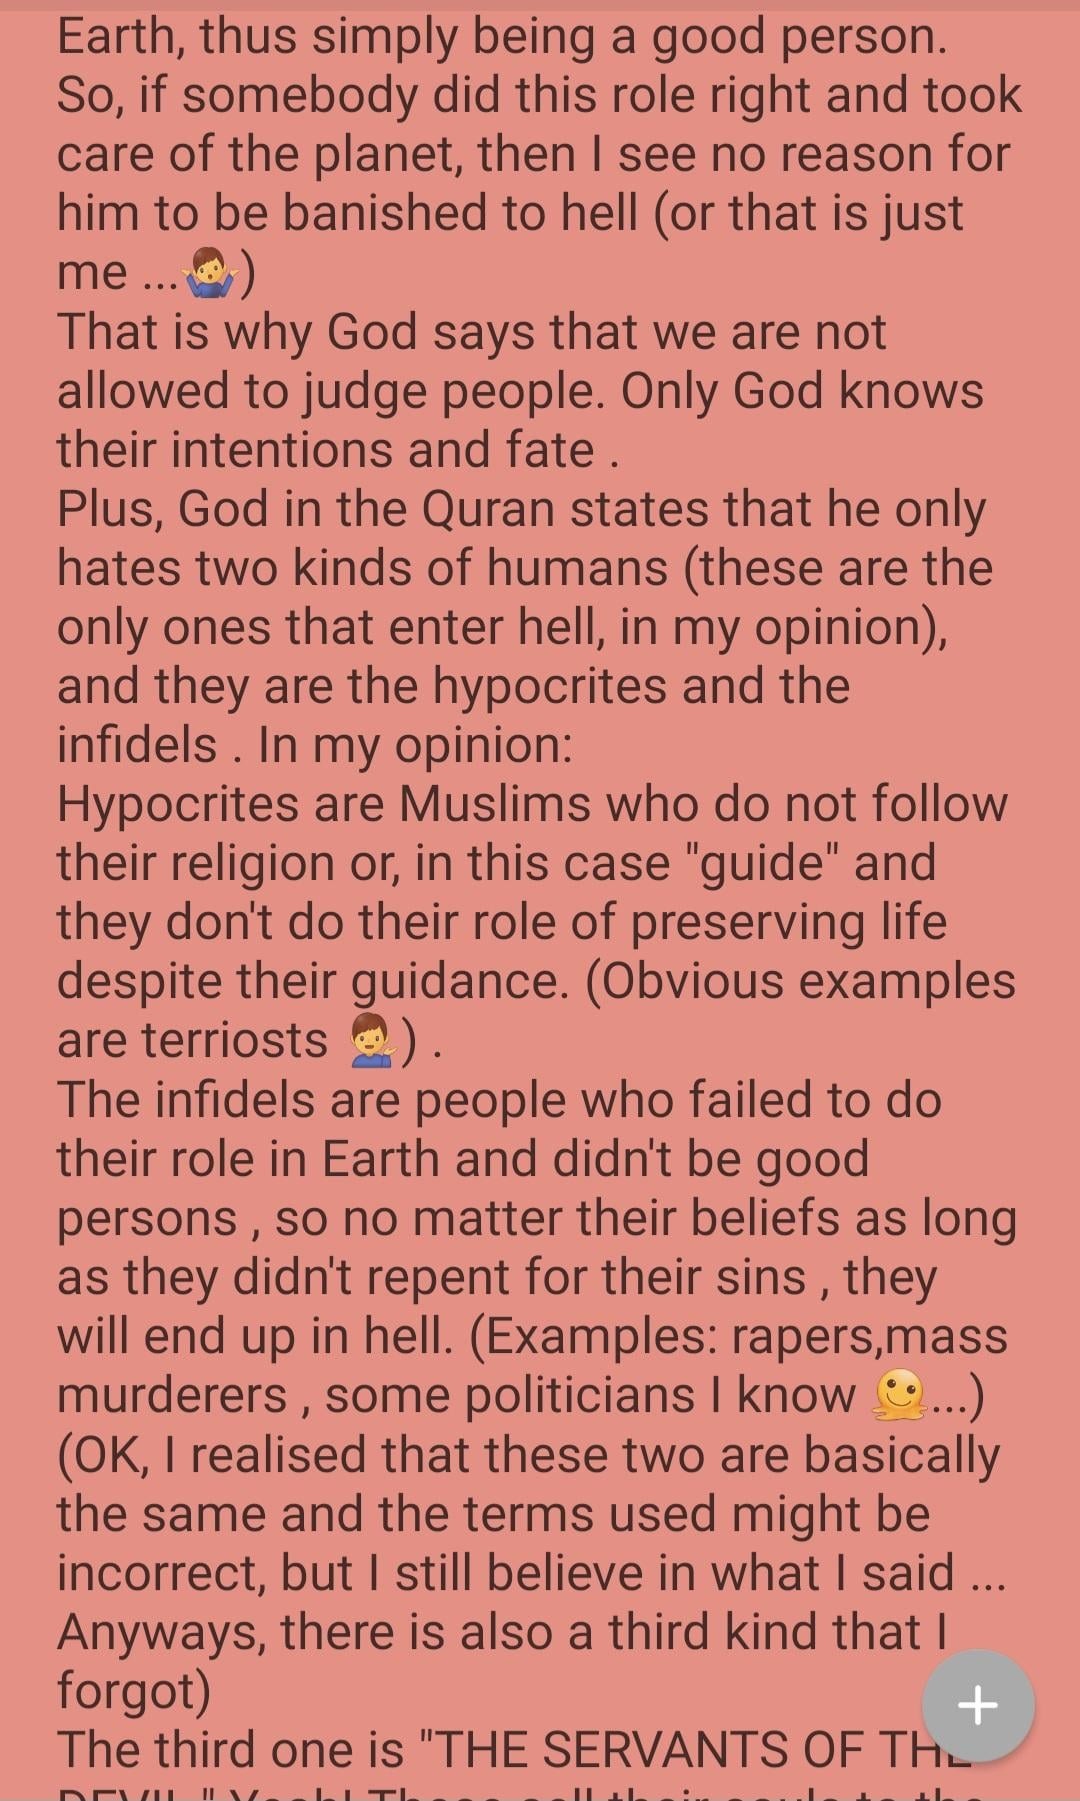 Earth, thus simply being a good person.
So, if somebody did this role right and took
care of the planet, then I see no reason for
him to be banished to hell (or that is just
me ...🤷‍♂️)
That is why God says that we are not
allowed to judge people. Only God knows
their intentions and fate .
Plus, God in the Quran states that he only
hates two kinds of humans (these are the
only ones that enter hell, in my opinion),
and they are the hypocrites and the
infidels . In my opinion:
Hypocrites are Muslims who do not follow
their religion or, in this case "guide" and
they don't do their role of preserving life
despite their guidance. (Obvious examples
are terriosts 💁‍♂️) .
The infidels are people who failed to do
their role in Earth and didn't be good
persons , so no matter their beliefs as long
as they didn't repent for their sins , they
will end up in hell. (Examples: rapers,mass
murderers , some politicians I know 🫠...)
(OK, I realised that these two are basically
the same and the terms used might be
incorrect, but I still believe in what I said ...
Anyways, there is also a third kind that I
forgot)
The third one is "THE SERVANTS OF THE
DEVIL " Yeah! These sell their souls to the